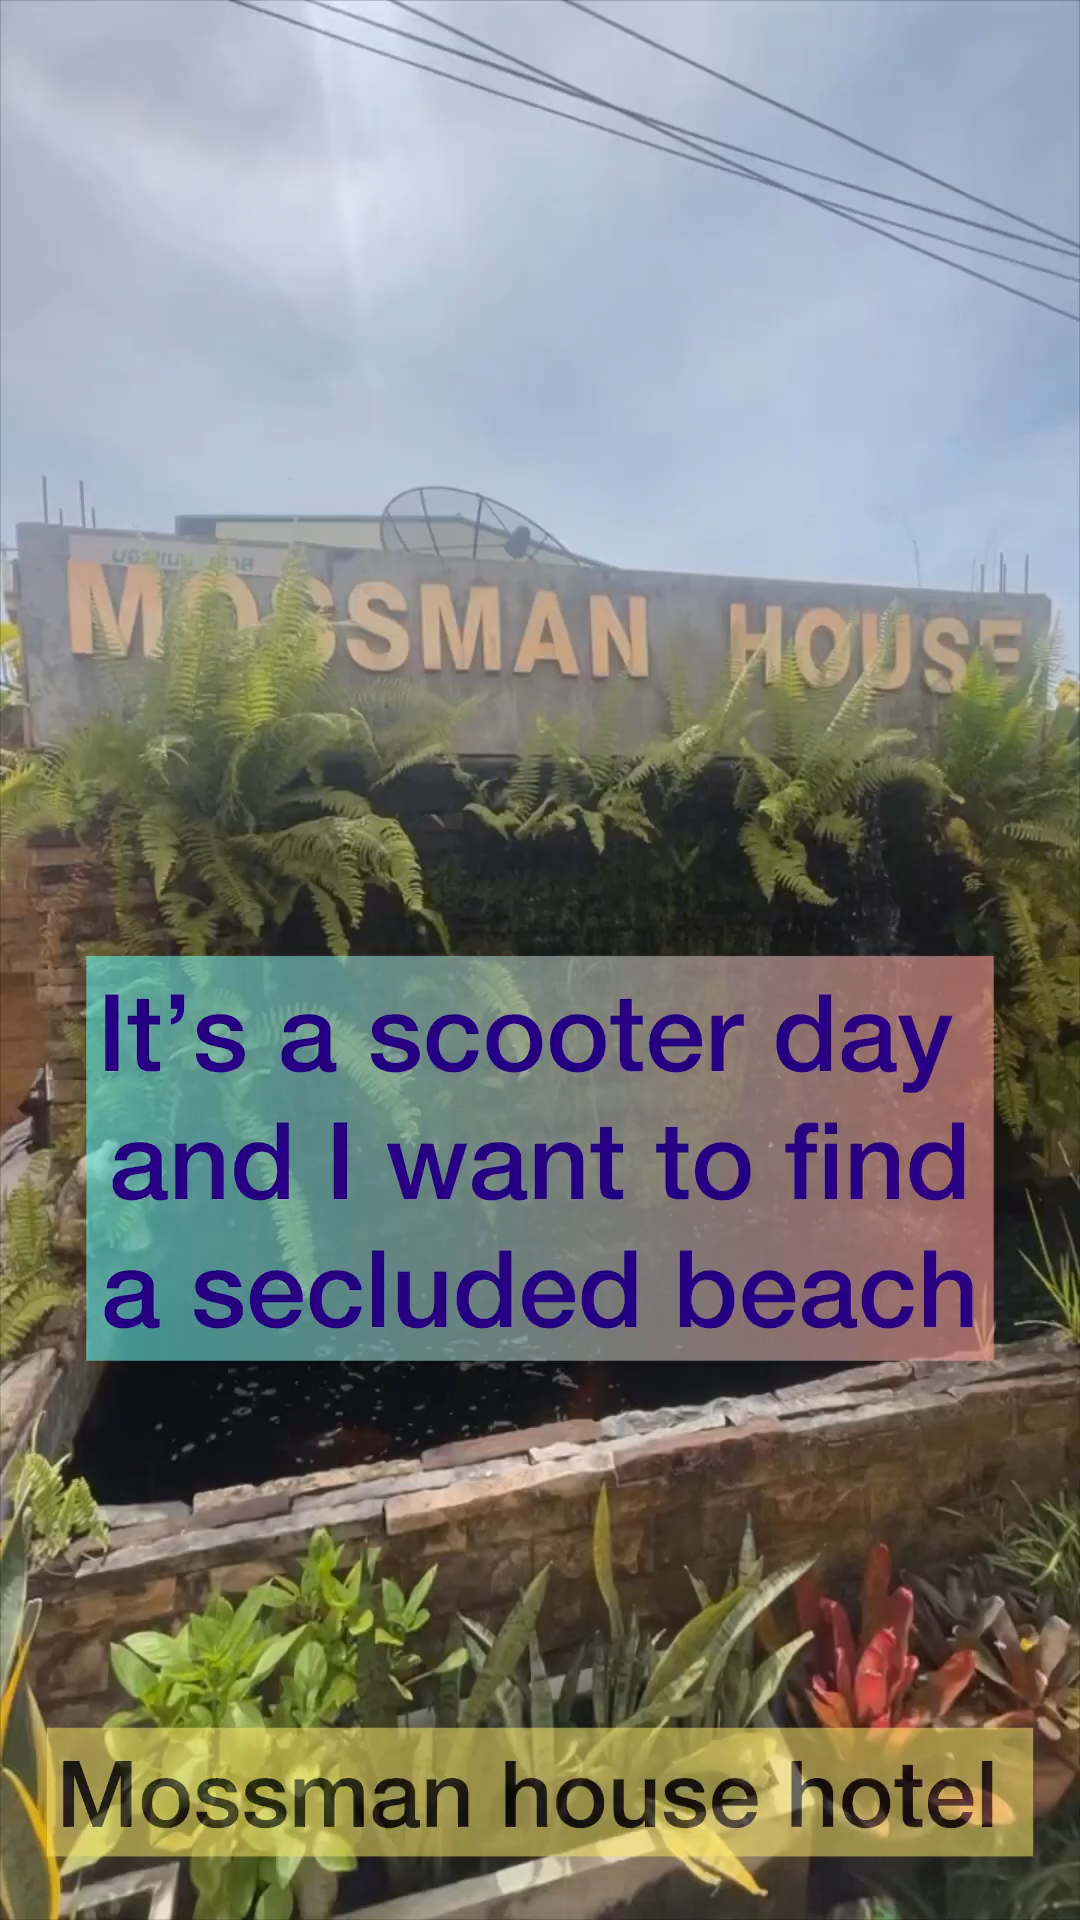 MOSSMAN HOUSE
It’s a scooter day
and I want to find
a secluded beach
Mossman house hotel